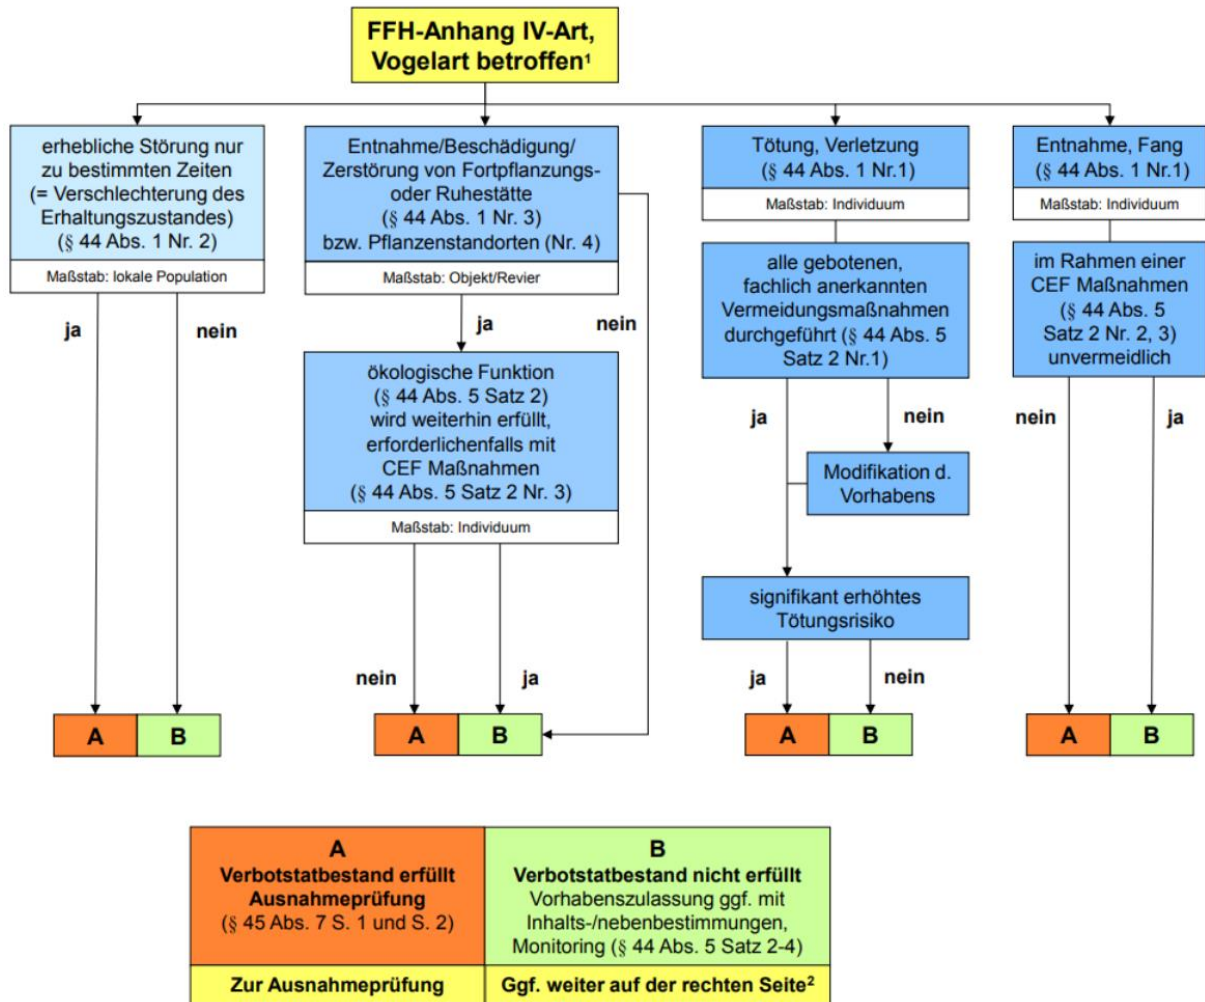 FFH-Anhang IV-Art,
Vogelart betroffen¹
erhebliche Störung nur
zu bestimmten Zeiten
(= Verschlechterung des
Erhaltungszustandes)
(§ 44 Abs. 1 Nr. 2)
Maßstab: lokale Population
ja
nein
A
B
Entnahme/Beschädigung/
Zerstörung von Fortpflanzungs-
oder Ruhestätte
(§ 44 Abs. 1 Nr. 3)
bzw. Pflanzenstandorten (Nr. 4)
Maßstab: Objekt/Revier
ja
nein
ökologische Funktion
(§ 44 Abs. 5 Satz 2)
wird weiterhin erfüllt,
erforderlichenfalls mit
CEF Maßnahmen
(§ 44 Abs. 5 Satz 2 Nr. 3)
Maßstab: Individuum
nein
ja
A
B
Tötung, Verletzung
(§ 44 Abs. 1 Nr.1)
Maßstab: Individuum
alle gebotenen,
fachlich anerkannten
Vermeidungsmaßnahmen
durchgeführt (§ 44 Abs. 5
Satz 2 Nr.1)
ja
nein
Modifikation d.
Vorhabens
signifikant erhöhtes
Tötungsrisiko
ja
nein
A
B
Entnahme, Fang
(§ 44 Abs. 1 Nr.1)
Maßstab: Individuum
im Rahmen einer
CEF Maßnahmen
(§ 44 Abs. 5
Satz 2 Nr. 2, 3)
unvermeidlich
nein
ja
A
B
A
Verbotstatbestand erfüllt
Ausnahmeprüfung
(§ 45 Abs. 7 S. 1 und S. 2)
Zur Ausnahmeprüfung
B
Verbotstatbestand nicht erfüllt
Vorhabenszulassung ggf. mit
Inhalts-/nebenbestimmungen,
Monitoring (§ 44 Abs. 5 Satz 2-4)
Ggf. weiter auf der rechten Seite²